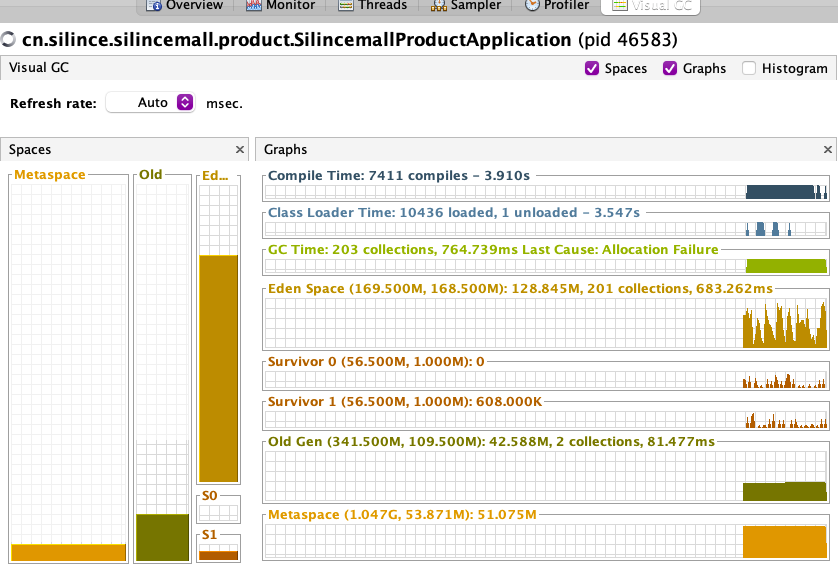 Overview Monitor Threads Sampler Profiler Visual GC
cn.silince.silincemall.product.SilincemallProductApplication (pid 46583)
Visual GC Spaces Graphs Histogram
Refresh rate: Auto msec.
Spaces × Graphs ×
Metaspace Old Ed...
S0
S1
Compile Time: 7411 compiles - 3.910s
Class Loader Time: 10436 loaded, 1 unloaded - 3.547s
GC Time: 203 collections, 764.739ms Last Cause: Allocation Failure
Eden Space (169.500M, 168.500M): 128.845M, 201 collections, 683.262ms
Survivor 0 (56.500M, 1.000M): 0
Survivor 1 (56.500M, 1.000M): 608.000K
Old Gen (341.500M, 109.500M): 42.588M, 2 collections, 81.477ms
Metaspace (1.047G, 53.871M): 51.075M